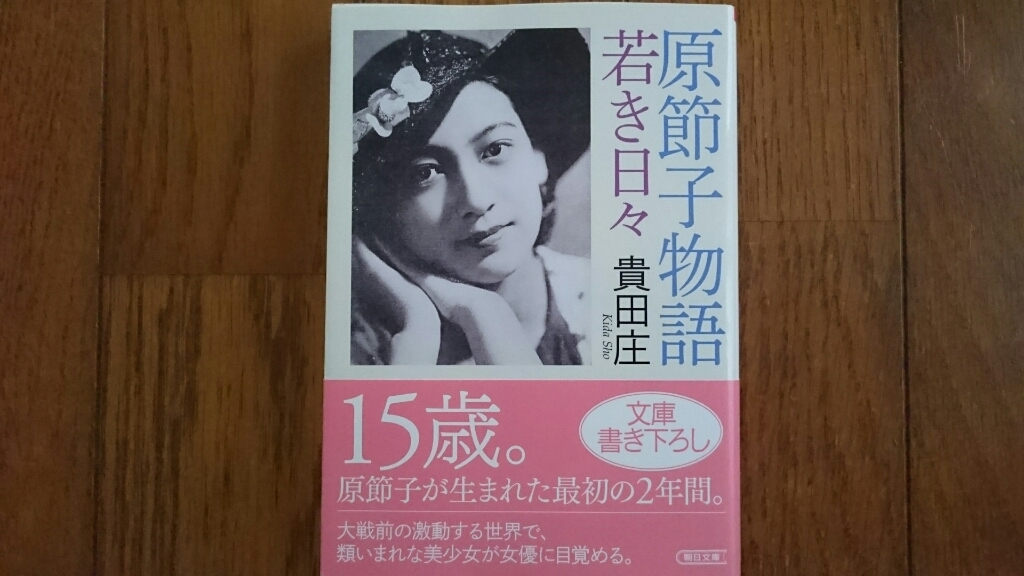 原節子物語
若き日々
貴田庄
Kida Sho
15歳。
文庫
書き下ろし
原節子が生まれた最初の2年間。
大戦前の激動する世界で、
類いまれな美少女が女優に目覚める。
朝日文庫